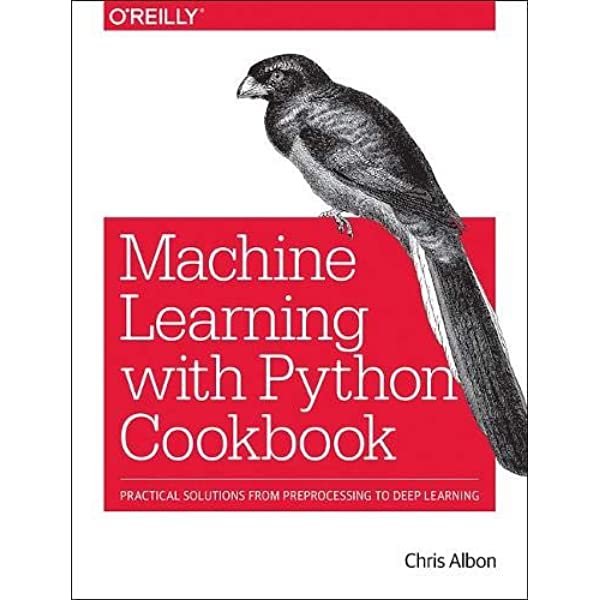 O'REILLY®
Machine
Learning
with Python
Cookbook
PRACTICAL SOLUTIONS FROM PREPROCESSING TO DEEP LEARNING
Chris Albon